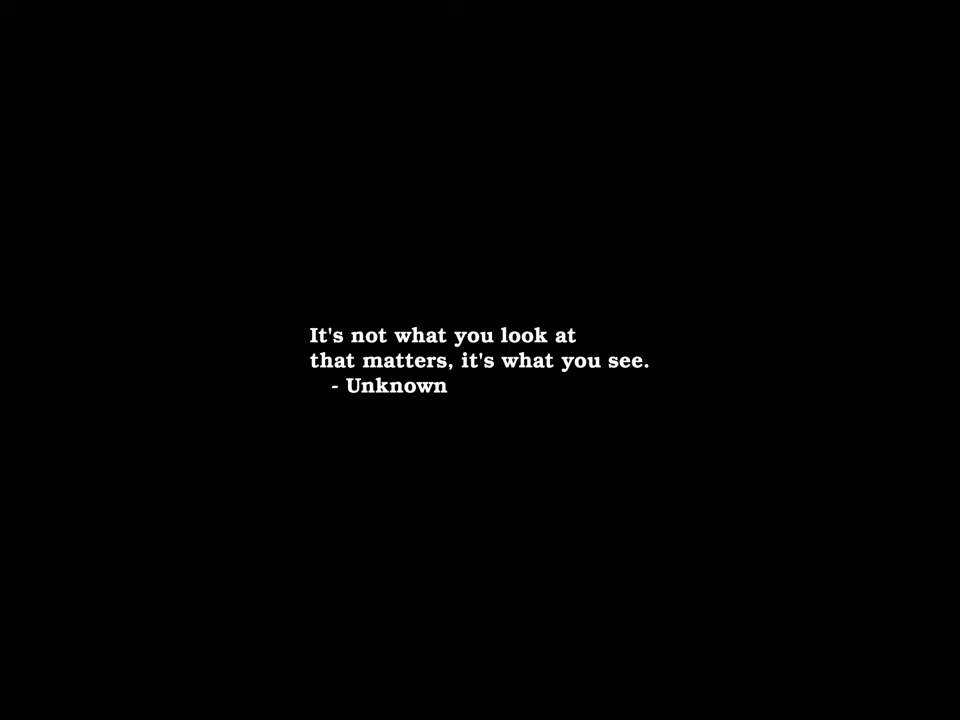 It's not what you look at
that matters, it's what you see.
- Unknown